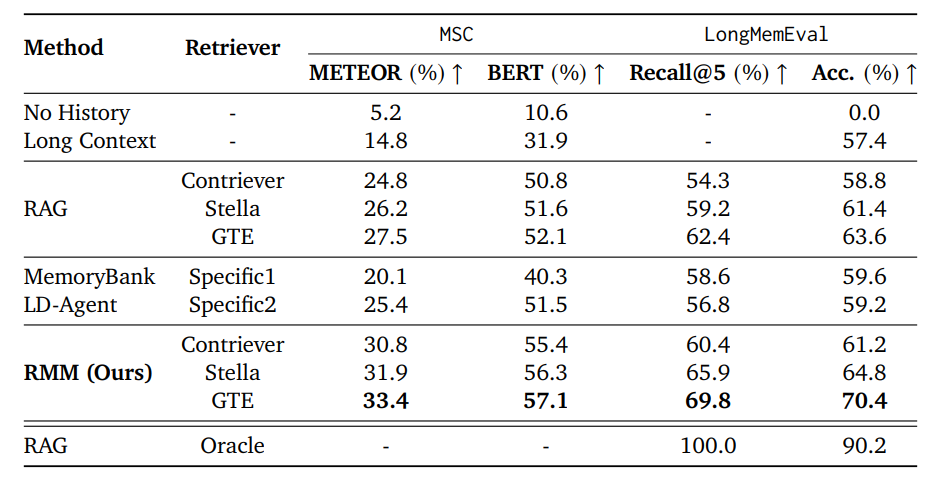 MSC LongMemEval
Method Retriever
METEOR (%) ↑ BERT (%) ↑ Recall@5 (%) ↑ Acc. (%) ↑
No History - 5.2 10.6 - 0.0
Long Context - 14.8 31.9 - 57.4
Contriever 24.8 50.8 54.3 58.8
RAG Stella 26.2 51.6 59.2 61.4
GTE 27.5 52.1 62.4 63.6
MemoryBank Specific1 20.1 40.3 58.6 59.6
LD-Agent Specific2 25.4 51.5 56.8 59.2
Contriever 30.8 55.4 60.4 61.2
RMM (Ours) Stella 31.9 56.3 65.9 64.8
GTE 33.4 57.1 69.8 70.4
RAG Oracle - - 100.0 90.2